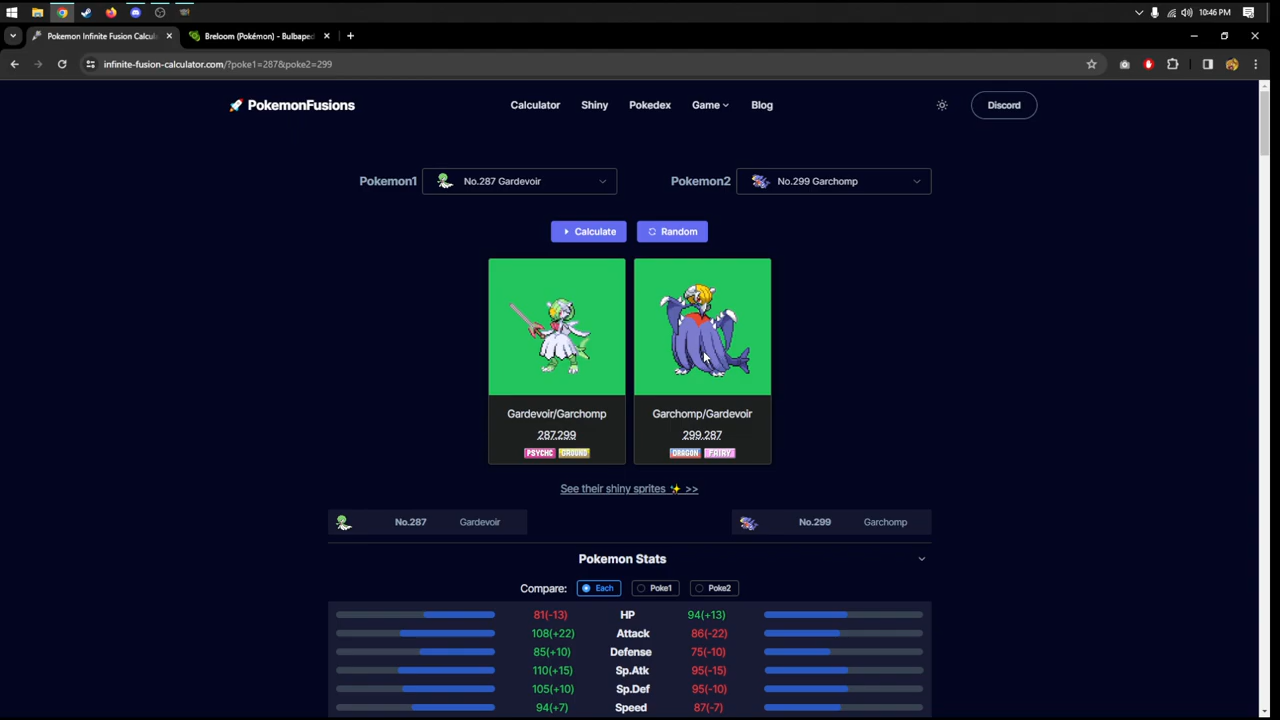 10:46 PM
Pokemon Infinite Fusion Calcula
Breloom (Pokémon) - Bulbaped
infinite-fusion-calculator.com/?poke1=287&poke2=299
PokemonFusions
Calculator Shiny Pokedex Game Blog
Discord
Pokemon1 No.287 Gardevoir
Pokemon2 No.299 Garchomp
Calculate Random
Gardevoir/Garchomp Garchomp/Gardevoir
287.299 299.287
PSYCHC GROUND DRAGON FAIRY
See their shiny sprites ✨ >>
No.287 Gardevoir No.299 Garchomp
Pokemon Stats
Compare: Each Poke1 Poke2
81(-13) HP 94(+13)
108(+22) Attack 86(-22)
85(+10) Defense 75(-10)
110(+15) Sp.Atk 95(-15)
105(+10) Sp.Def 95(-10)
94(+7) Speed 87(-7)